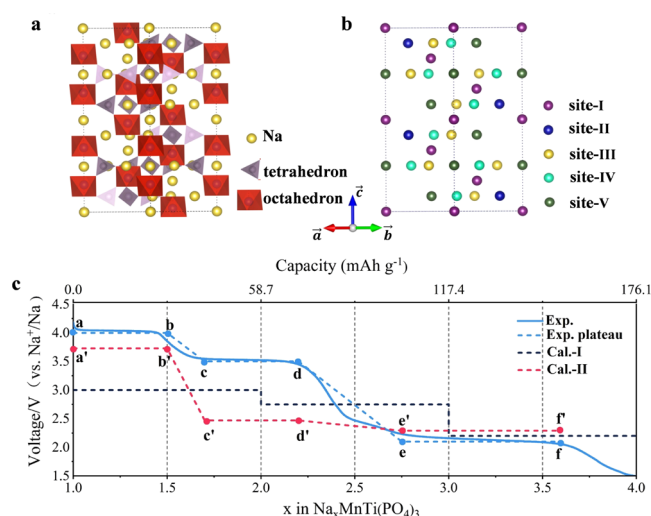 a
b
Na
tetrahedron
octahedron
site-I
site-II
site-III
site-IV
site-V
a
b
c
Capacity (mAh g-1)
c
0.0 58.7 117.4 176.1
4.5
4.0
3.5
3.0
2.5
2.0
1.5
Voltage/V (vs. Na+/Na)
a
b
c
d
e
f
a'
b'
c'
d'
e'
f'
Exp.
Exp. plateau
Cal.-I
Cal.-II
1.0 1.5 2.0 2.5 3.0 3.5 4.0
x in NaxMnTi(PO4)3